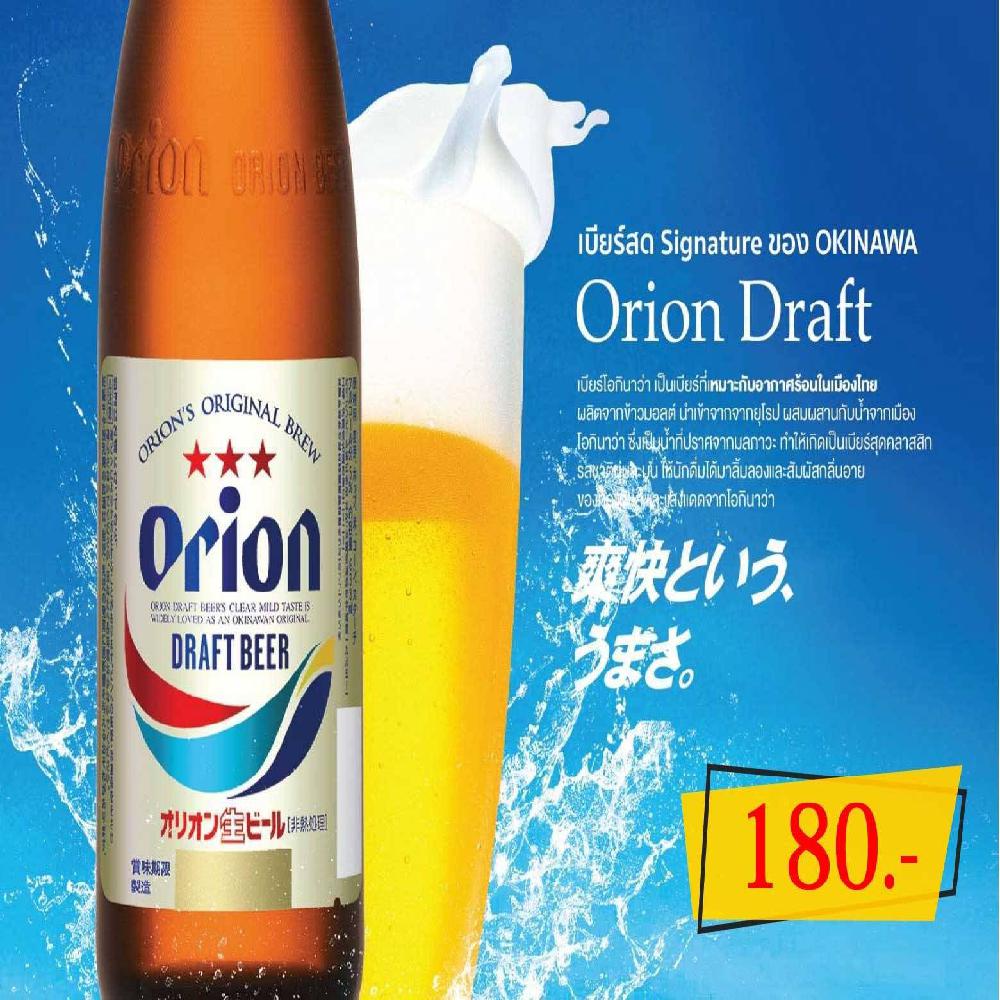 orion ORION BEE
ORION'S ORIGINAL BREW
Orion
ORION DRAFT BEER'S CLEAR MILD TASTE IS
WIDELY LOVED AS AN OKINAWAN ORIGINAL.
DRAFT BEER
オリオン生ビール[非熱処理]
賞味期限
製造
เบียร์สด Signature ของ OKINAWA
Orion Draft
เบียร์โอกินาว่า เป็นเบียร์ที่เหมาะกับอากาศร้อนในเมืองไทย
ผลิตจากข้าวมอลต์ นำเข้าจากจากยุโรป ผสมผสานกับน้ำจากเมือง
โอกินาว่า ซึ่งเป็นน้ำที่ปราศจากมลภาวะ ทำให้เกิดเป็นเบียร์สุดคลาสสิก
ให้นักดื่มได้มาลิ้มลองและสัมผัสกลิ่นอาย
แสงแดดจากโอกินาว่า
爽快という、
うまさ。
180.-